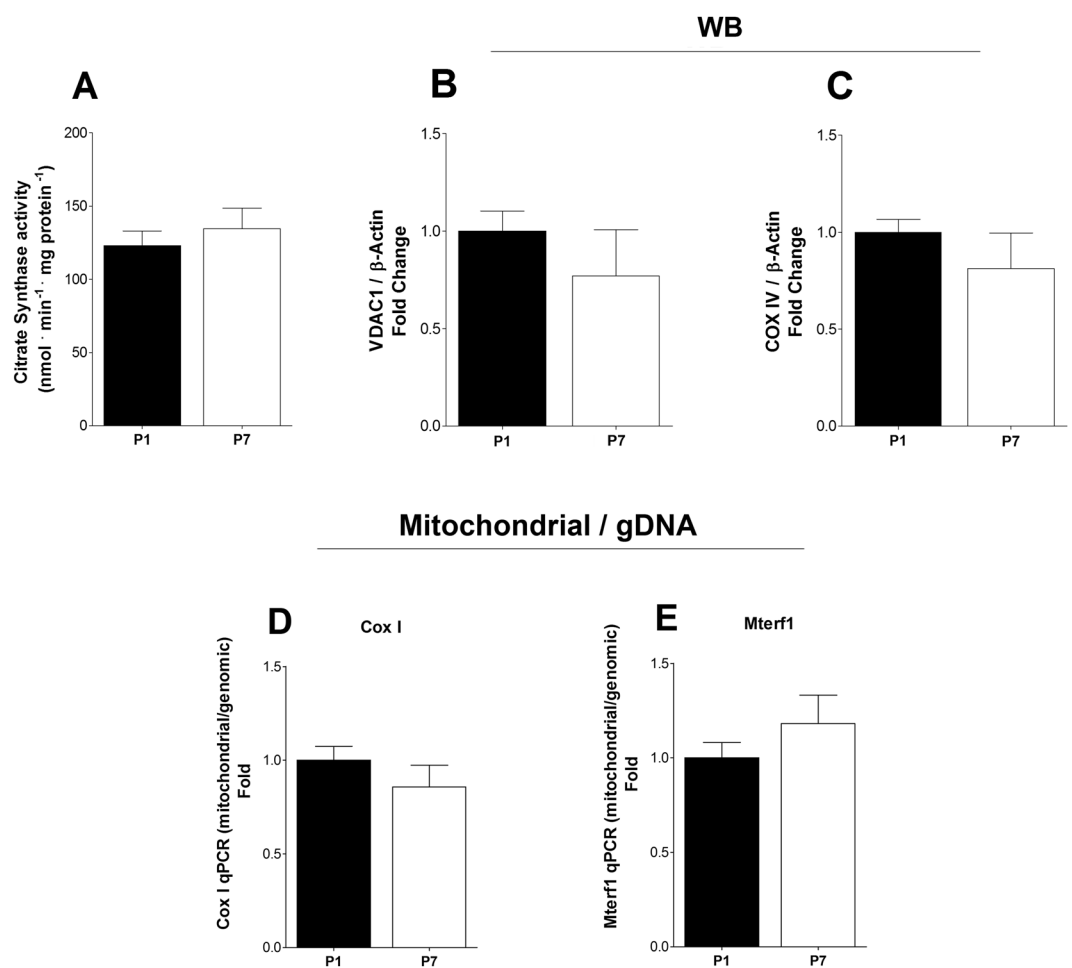 WB
A
B
C
Citrate Synthase activity
(nmol · min⁻¹ · mg protein⁻¹)
200
150
100
50
0
P1
P7
VDAC1 / β-Actin
Fold Change
1.5
1.0
0.5
0.0
P1
P7
COX IV / β-Actin
Fold Change
1.5
1.0
0.5
0.0
P1
P7
Mitochondrial / gDNA
D
Cox I
Cox I qPCR (mitochondrial/genomic)
Fold
1.5
1.0
0.5
0.0
P1
P7
E
Mterf1
Mterf1 qPCR (mitochondrial/genomic)
Fold
1.5
1.0
0.5
0.0
P1
P7